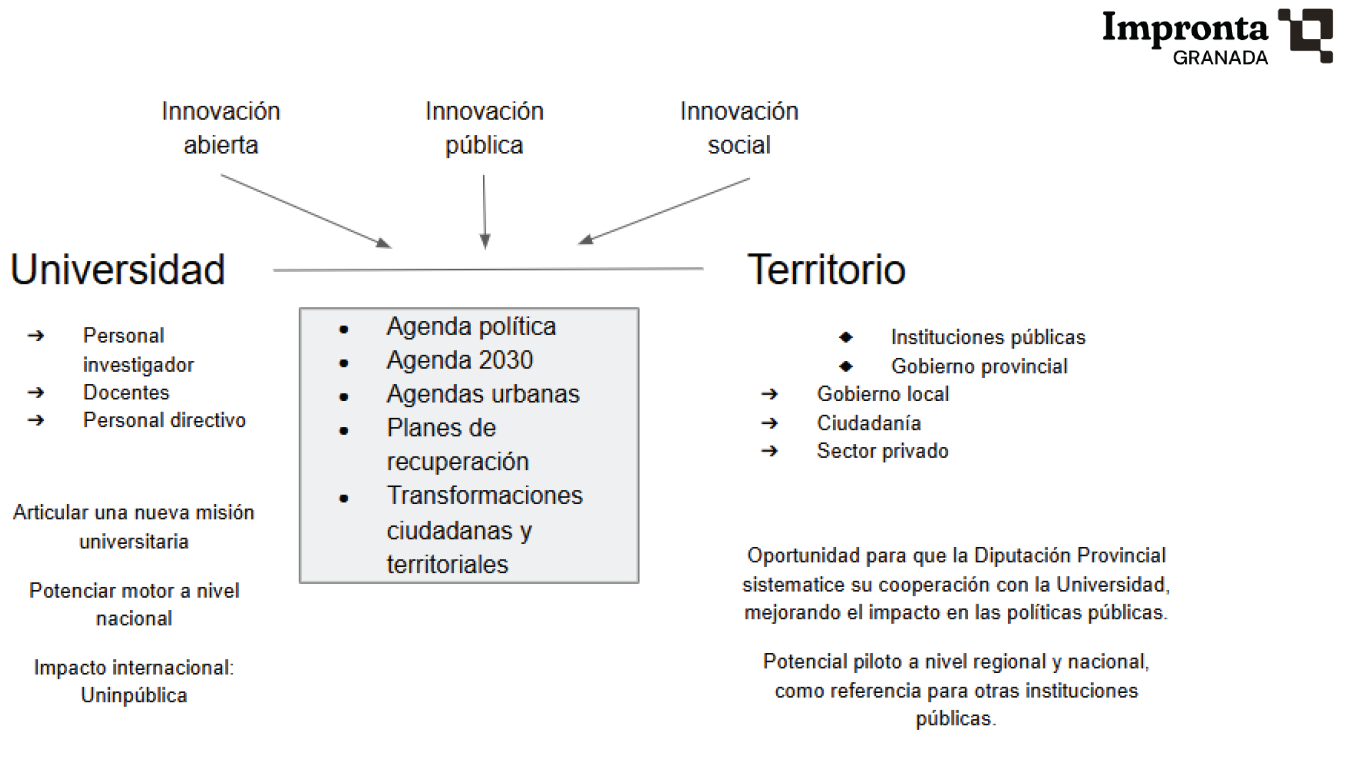 Impronta
GRANADA
Innovación
abierta
Innovación
pública
Innovación
social
Universidad
Territorio
➔ Personal
investigador
➔ Docentes
➔ Personal directivo
Articular una nueva misión
universitaria
Potenciar motor a nivel
nacional
Impacto internacional:
Uninpública
● Agenda política
● Agenda 2030
● Agendas urbanas
● Planes de
recuperación
● Transformaciones
ciudadanas y
territoriales
◆ Instituciones públicas
◆ Gobierno provincial
➔ Gobierno local
➔ Ciudadanía
➔ Sector privado
Oportunidad para que la Diputación Provincial
sistematice su cooperación con la Universidad,
mejorando el impacto en las políticas públicas.
Potencial piloto a nivel regional y nacional,
como referencia para otras instituciones
públicas.